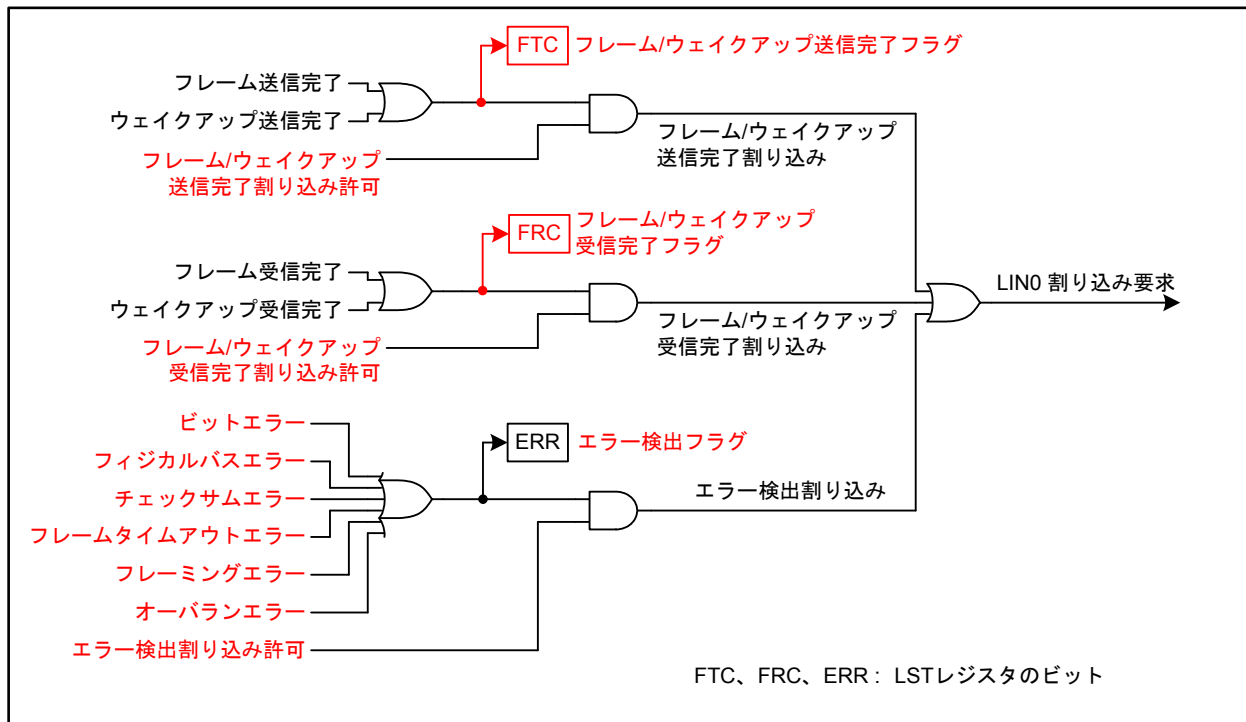 FTC フレーム/ウェイクアップ送信完了フラグ
フレーム送信完了
ウェイクアップ送信完了
フレーム/ウェイクアップ
送信完了割り込み許可
フレーム/ウェイクアップ
送信完了割り込み
FRC
フレーム/ウェイクアップ
受信完了フラグ
フレーム受信完了
ウェイクアップ受信完了
フレーム/ウェイクアップ
受信完了割り込み許可
フレーム/ウェイクアップ
受信完了割り込み
LIN0 割り込み要求
ビットエラー
フィジカルバスエラー
チェックサムエラー
フレームタイムアウトエラー
フレーミングエラー
オーバランエラー
エラー検出割り込み許可
ERR エラー検出フラグ
エラー検出割り込み
FTC、FRC、ERR : LSTレジスタのビット